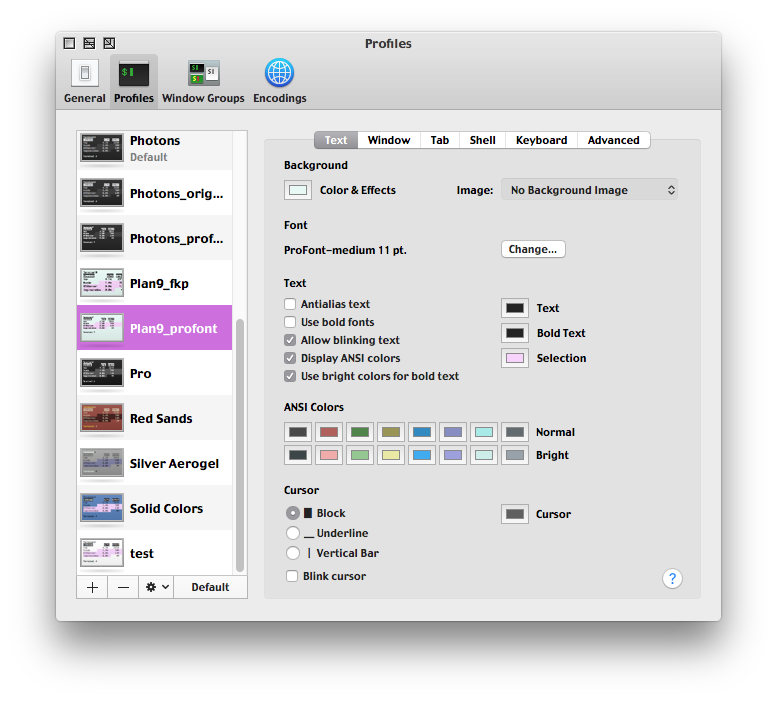 Profiles
General
Profiles
Window Groups
Encodings
Photons
Default
Photons_orig...
Photons_prof...
Plan9_fkp
Plan9_profont
Pro
Red Sands
Silver Aerogel
Solid Colors
test
Default
Text
Window
Tab
Shell
Keyboard
Advanced
Background
Color & Effects
Image:
No Background Image
Font
ProFont-medium 11 pt.
Change...
Text
Antialias text
Use bold fonts
Allow blinking text
Display ANSI colors
Use bright colors for bold text
Text
Bold Text
Selection
ANSI Colors
Normal
Bright
Cursor
Block
Underline
Vertical Bar
Blink cursor
Cursor
?